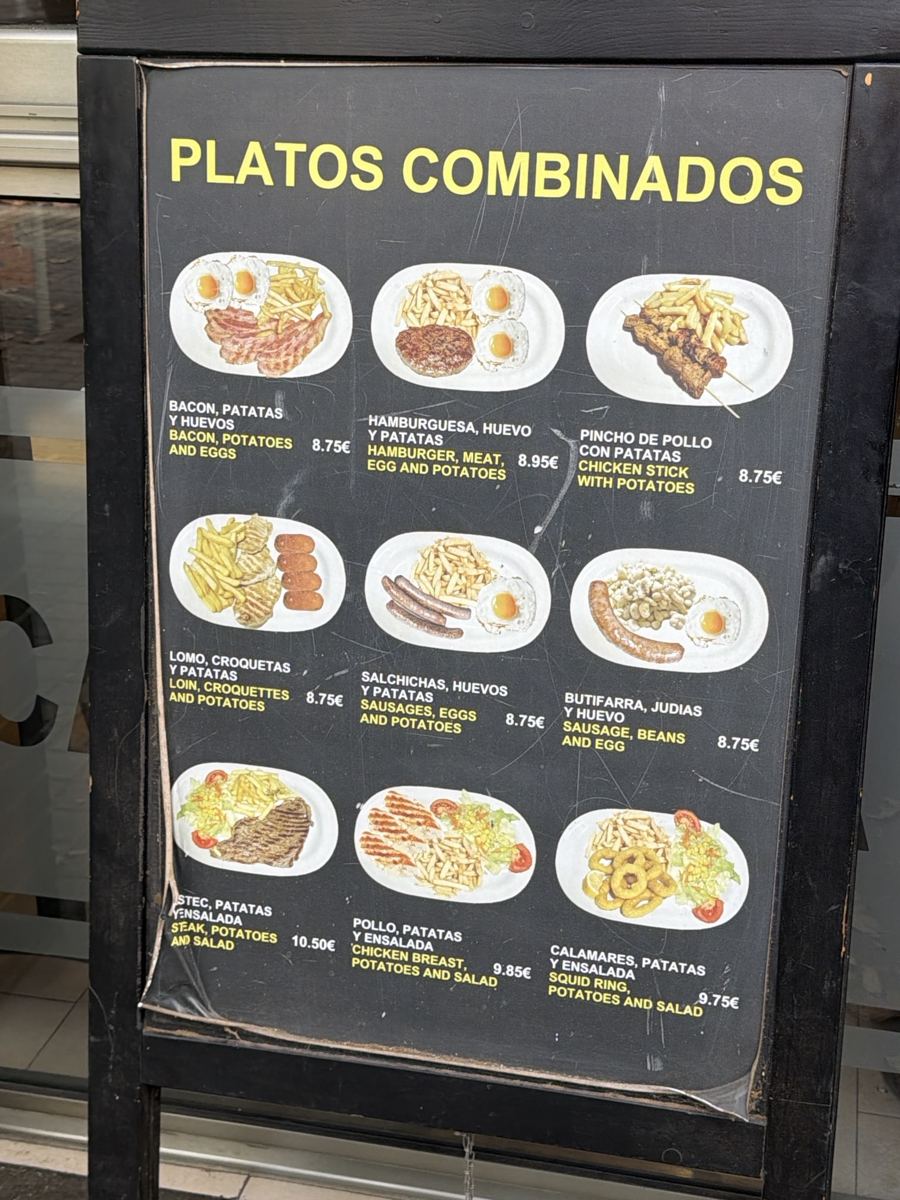 PLATOS COMBINADOS
BACON, PATATAS
Y HUEVOS
BACON, POTATOES
AND EGGS
8.75€
HAMBURGUESA, HUEVO
Y PATATAS
HAMBURGER, MEAT,
EGG AND POTATOES
8.95€
PINCHO DE POLLO
CON PATATAS
CHICKEN STICK
WITH POTATOES
8.75€
LOMO, CROQUETAS
Y PATATAS
LOIN, CROQUETTES
AND POTATOES
8.75€
SALCHICHAS, HUEVOS
Y PATATAS
SAUSAGES, EGGS
AND POTATOES
8.75€
BUTIFARRA, JUDIAS
Y HUEVO
SAUSAGE, BEANS
AND EGG
8.75€
STEC, PATATAS
Y ENSALADA
STEAK, POTATOES
AND SALAD
10.50€
POLLO, PATATAS
Y ENSALADA
CHICKEN BREAST,
POTATOES AND SALAD
9.85€
CALAMARES, PATATAS
Y ENSALADA
SQUID RING,
POTATOES AND SALAD
9.75€